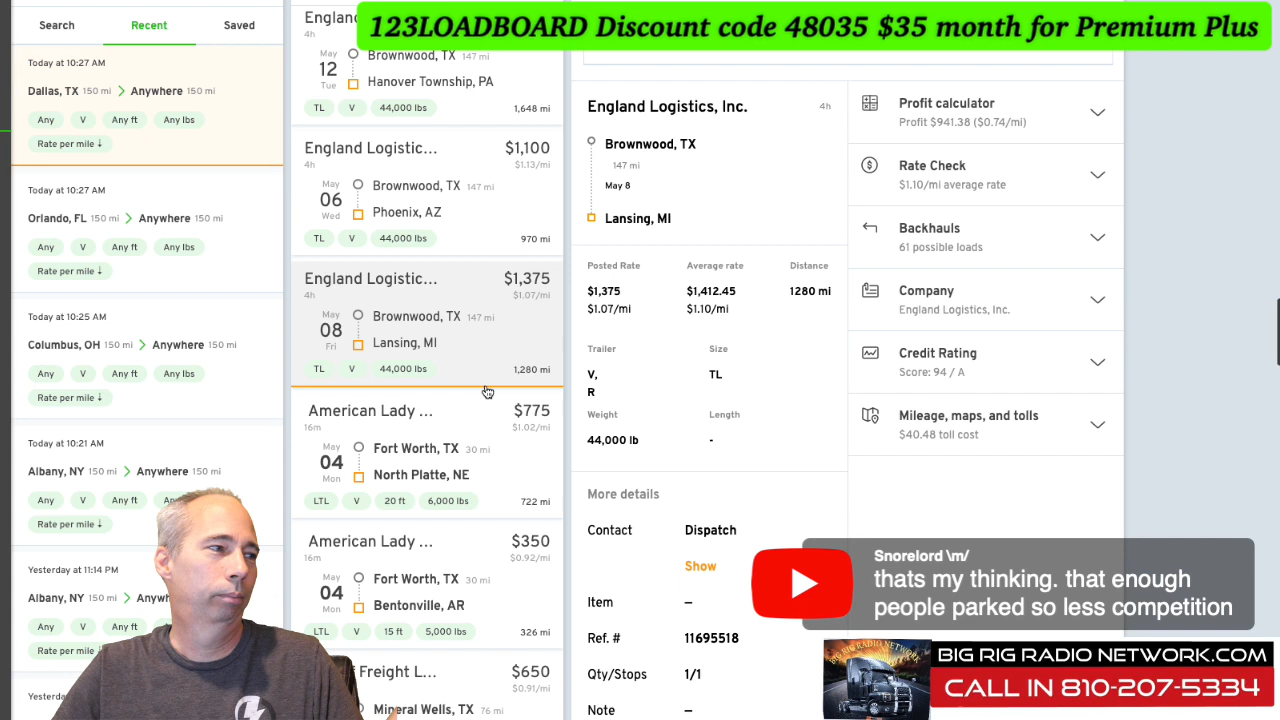 123LOADBOARD Discount code 48035 $35 month for Premium Plus
Search Recent Saved
Today at 10:27 AM
Dallas, TX 150 mi > Anywhere 150 mi
Any V Any ft Any lbs
Rate per mile ↓
Today at 10:27 AM
Orlando, FL 150 mi > Anywhere 150 mi
Any V Any ft Any lbs
Rate per mile ↓
Today at 10:25 AM
Columbus, OH 150 mi > Anywhere 150 mi
Any V Any ft Any lbs
Rate per mile ↓
Today at 10:21 AM
Albany, NY 150 mi > Anywhere 150 mi
Any V Any ft
Rate per mile ↓
Yesterday at 11:14 PM
Albany, NY 150 mi
Any V
England Logistic...
4h
May 12 Tue
Brownwood, TX 147 mi
Hanover Township, PA
TL V 44,000 lbs 1,648 mi
England Logistic... $1,100
4h $1.13/mi
May 06 Wed
Brownwood, TX 147 mi
Phoenix, AZ
TL V 44,000 lbs 970 mi
England Logistic... $1,375
4h $1.07/mi
May 08 Fri
Brownwood, TX 147 mi
Lansing, MI
TL V 44,000 lbs 1,280 mi
American Lady ... $775
16m $1.02/mi
May 04 Mon
Fort Worth, TX 30 mi
North Platte, NE
LTL V 20 ft 6,000 lbs 722 mi
American Lady ... $350
16m $0.92/mi
May 04 Mon
Fort Worth, TX 30 mi
Bentonville, AR
LTL V 15 ft 5,000 lbs 326 mi
Freight L... $650
$0.91/mi
Mineral Wells, TX 76 mi
England Logistics, Inc. 4h
Brownwood, TX
147 mi
May 8
Lansing, MI
Posted Rate Average rate Distance
$1,375 $1,412.45 1280 mi
$1.07/mi $1.10/mi
Trailer Size
V, TL
R
Weight Length
44,000 lb -
More details
Contact Dispatch
Show
Item –
Ref. # 11695518
Qty/Stops 1/1
Note –
Profit calculator
Profit $941.38 ($0.74/mi)
Rate Check
$1.10/mi average rate
Backhauls
61 possible loads
Company
England Logistics, Inc.
Credit Rating
Score: 94 / A
Mileage, maps, and tolls
$40.48 toll cost
Snorelord \m/
thats my thinking. that enough
people parked so less competition
BIG RIG RADIO NETWORK.COM
CALL IN 810-207-5334